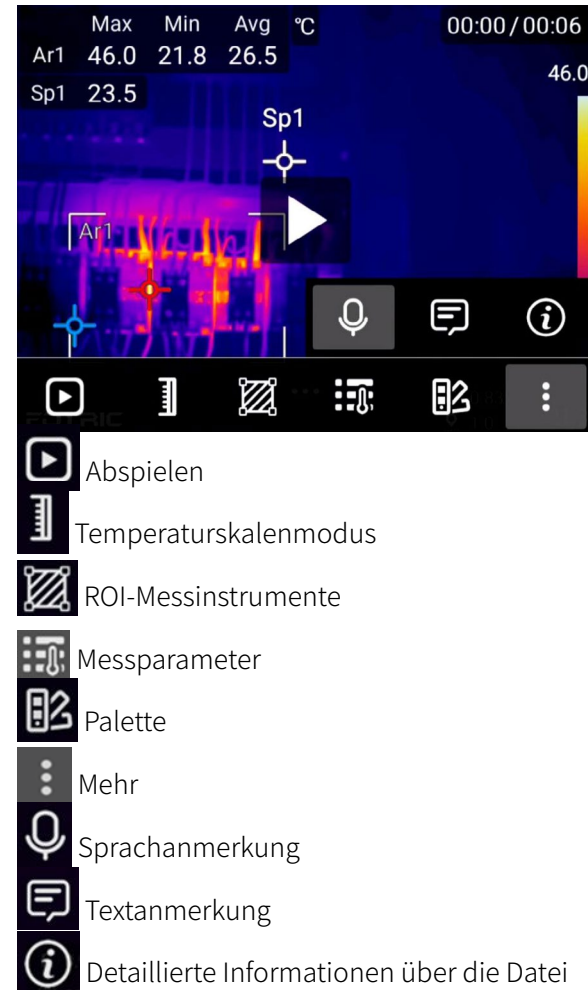 Max Min Avg °C 00:00/00:06
Ar1 46.0 21.8 26.5
46.0
Sp1 23.5
Sp1
Ar1
Abspielen
Temperaturskalenmodus
ROI-Messinstrumente
Messparameter
Palette
Mehr
Sprachanmerkung
Textanmerkung
Detaillierte Informationen über die Datei